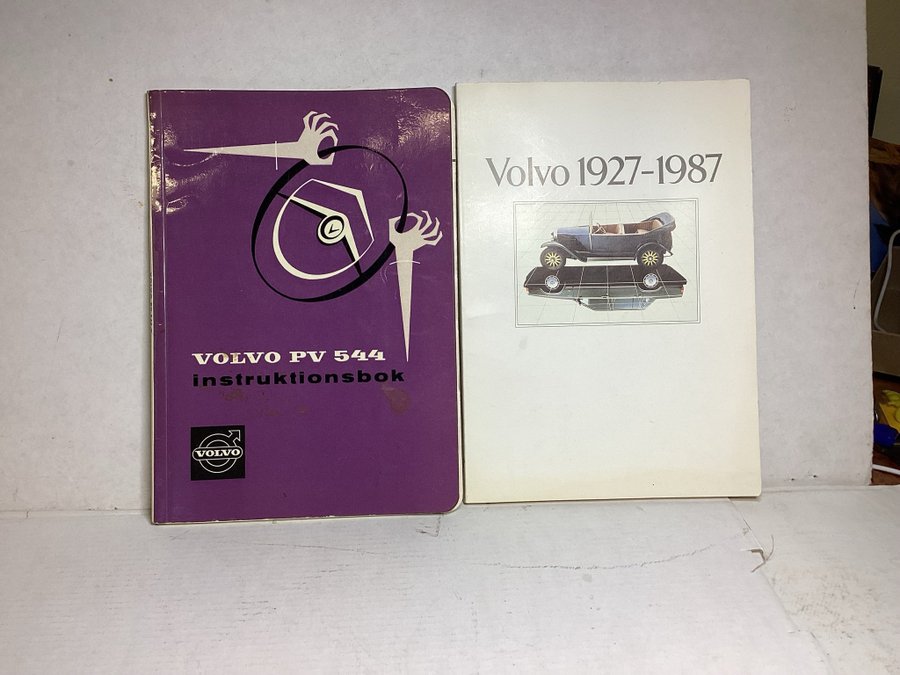 VOLVO PV 544
instruktionsbok
VOLVO
Volvo 1927–1987